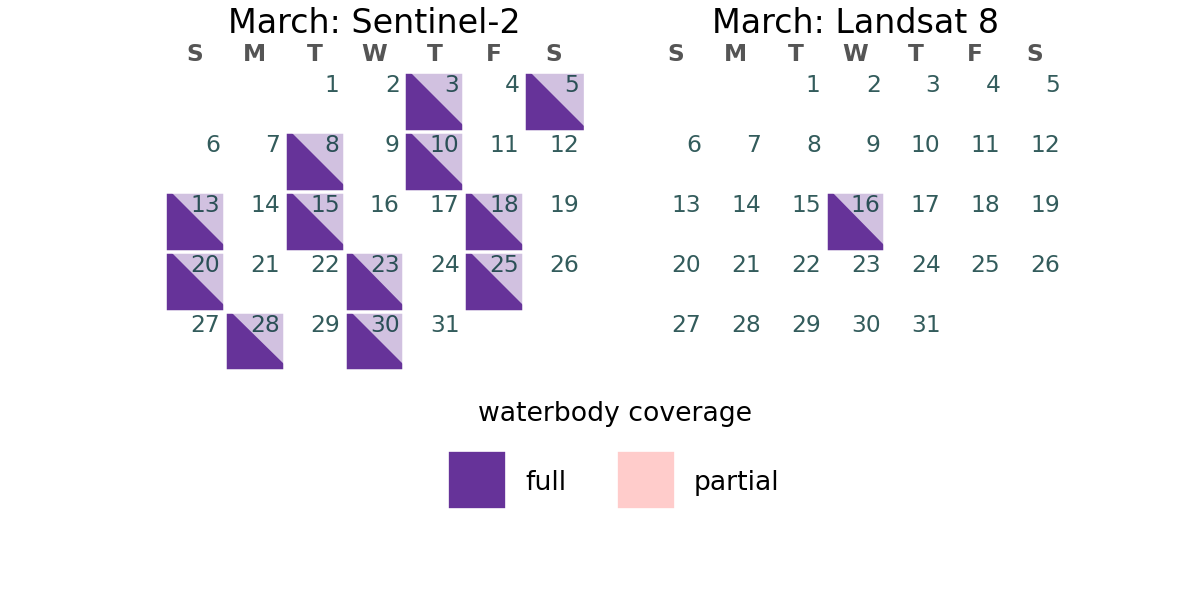 March: Sentinel-2
S M T W T F S
1 2 3 4 5
6 7 8 9 10 11 12
13 14 15 16 17 18 19
20 21 22 23 24 25 26
27 28 29 30 31
March: Landsat 8
S M T W T F S
1 2 3 4 5
6 7 8 9 10 11 12
13 14 15 16 17 18 19
20 21 22 23 24 25 26
27 28 29 30 31
waterbody coverage
full partial